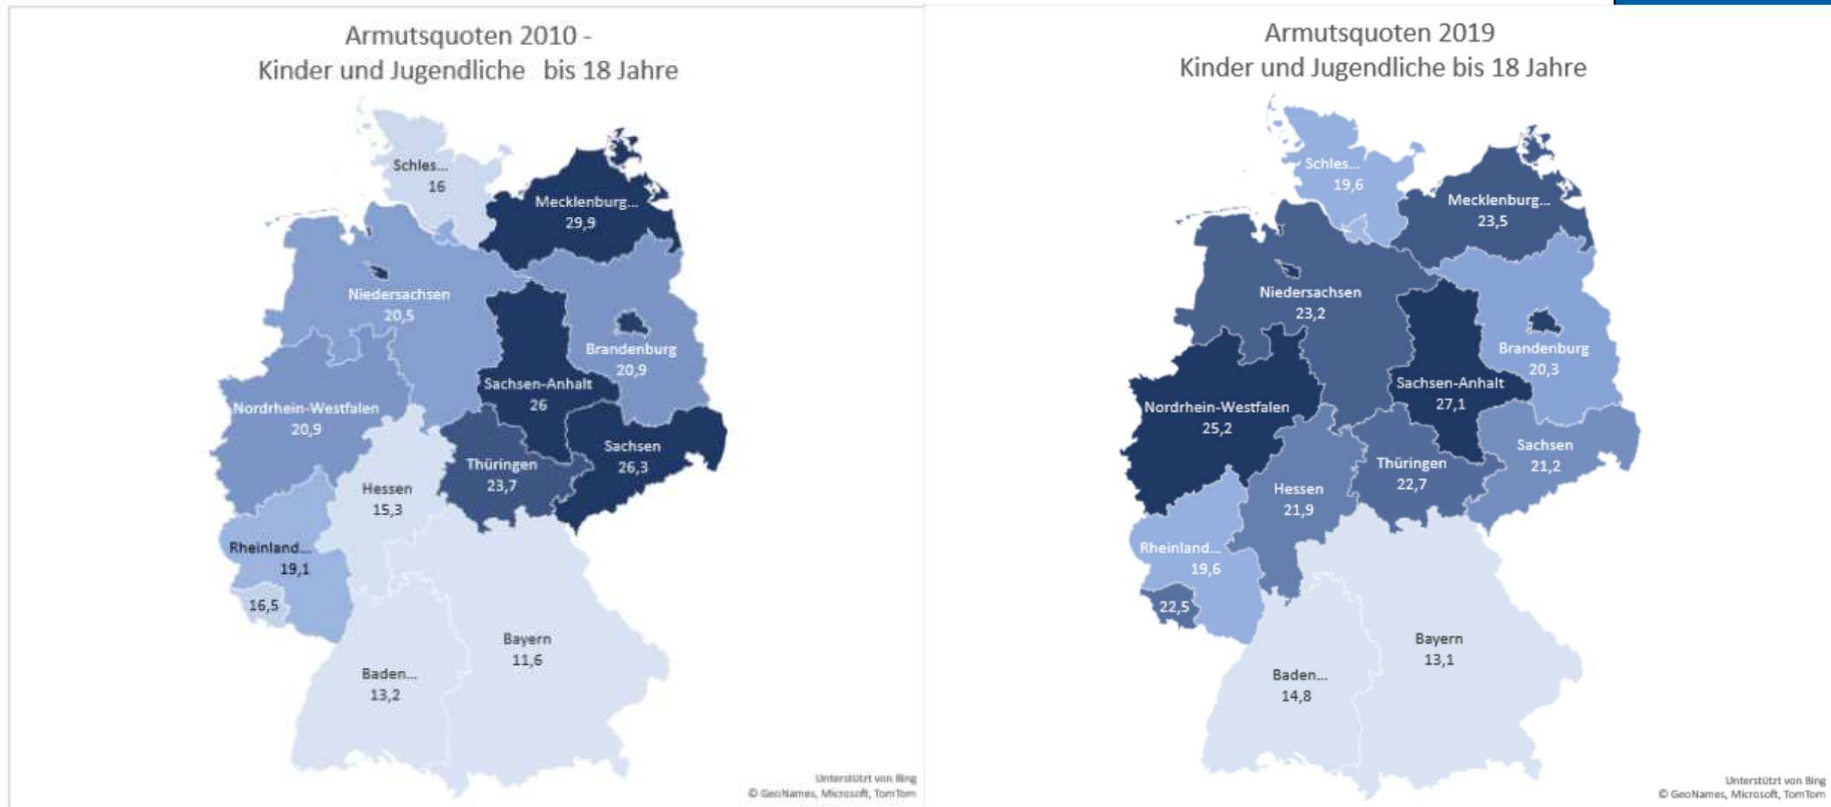 Armutsquoten 2010 -
Kinder und Jugendliche bis 18 Jahre
Schles...
16
Mecklenburg...
29,9
Niedersachsen
20,5
Brandenburg
20,9
Sachsen-Anhalt
26
Nordrhein-Westfalen
20,9
Sachsen
26,3
Thüringen
23,7
Hessen
15,3
Rheinland...
19,1
16,5
Bayern
11,6
Baden...
13,2
Unterstützt von Bing
© GeoNames, Microsoft, TomTom
Armutsquoten 2019
Kinder und Jugendliche bis 18 Jahre
Schles...
19,6
Mecklenburg...
23,5
Niedersachsen
23,2
Brandenburg
20,3
Sachsen-Anhalt
27,1
Nordrhein-Westfalen
25,2
Sachsen
21,2
Thüringen
22,7
Hessen
21,9
Rheinland...
19,6
22,5
Bayern
13,1
Baden...
14,8
Unterstützt von Bing
© GeoNames, Microsoft, TomTom